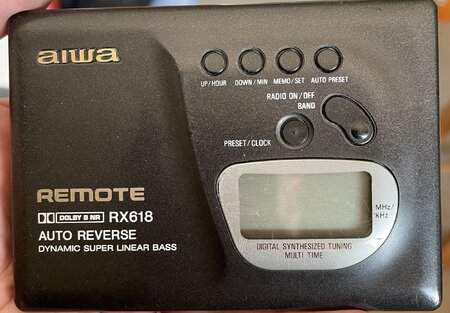 aiwa
UP/HOUR DOWN/MIN MEMO/SET AUTO PRESET
RADIO ON/OFF
BAND
PRESET/CLOCK
REMOTE
DOLBY B NR RX618
AUTO REVERSE
DYNAMIC SUPER LINEAR BASS
MHz/
kHz
DIGITAL SYNTHESIZED TUNING
MULTI TIME